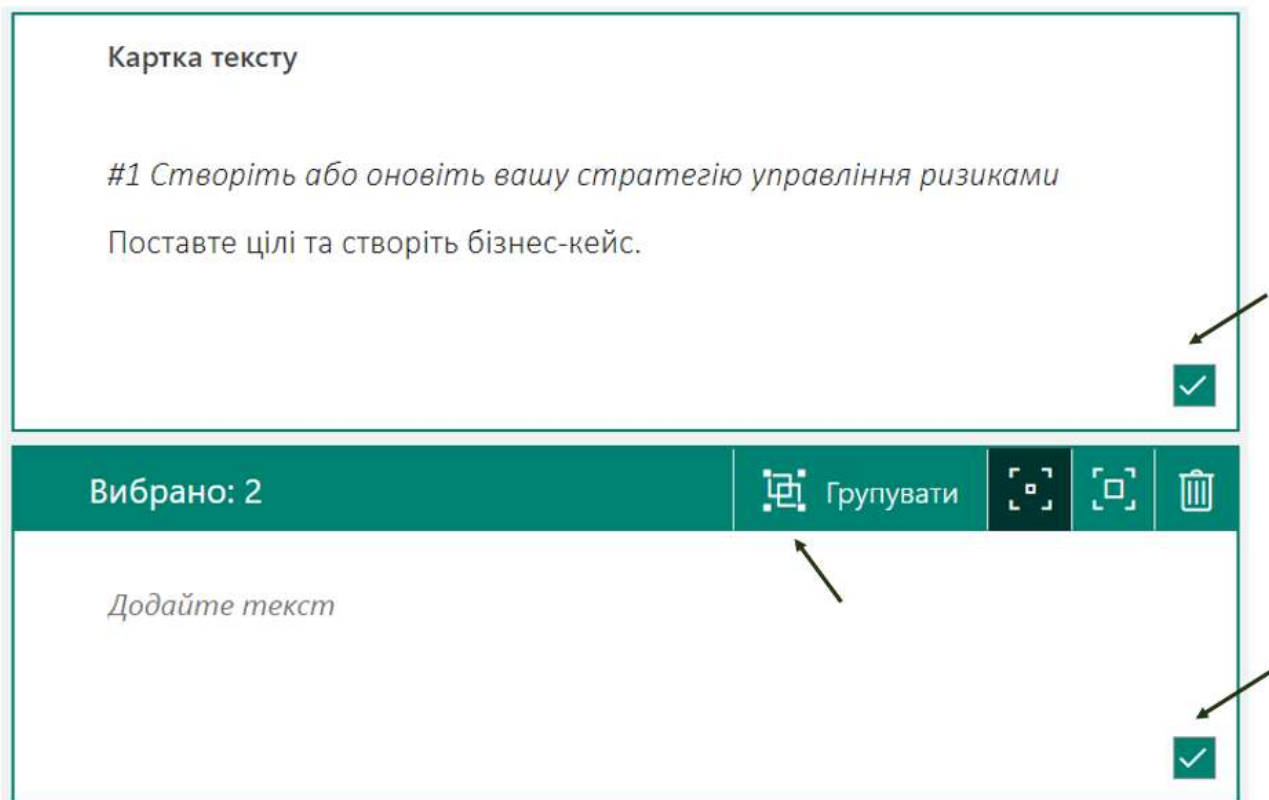 Картка тексту
#1 Створіть або оновіть вашу стратегію управління ризиками
Поставте цілі та створіть бізнес-кейс.
Вибрано: 2 Групувати
Додайте текст